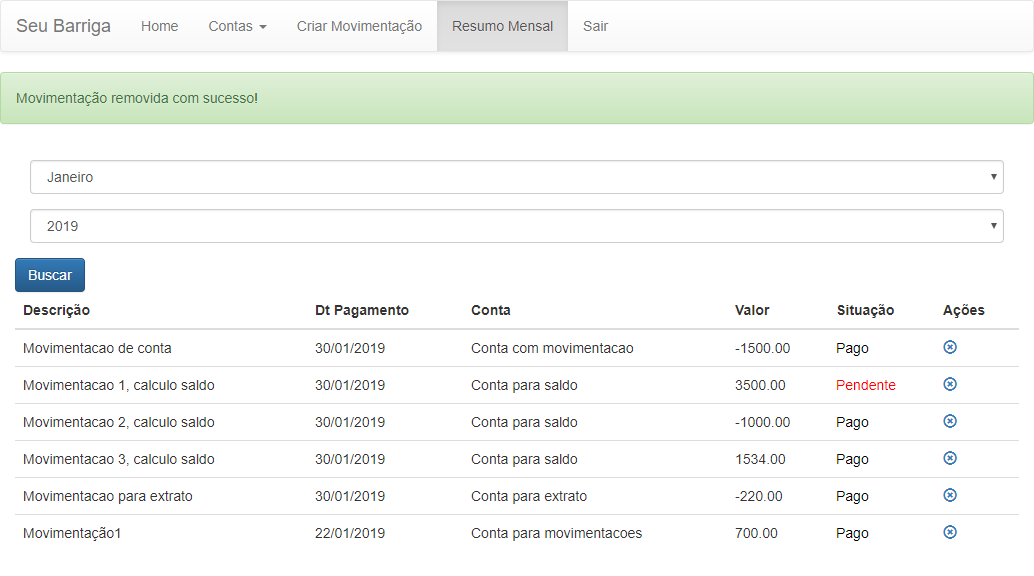 Seu Barriga Home Contas Criar Movimentação Resumo Mensal Sair
Movimentação removida com sucesso!
Janeiro
2019
Buscar
Descrição Dt Pagamento Conta Valor Situação Ações
Movimentacao de conta 30/01/2019 Conta com movimentacao -1500.00 Pago
Movimentacao 1, calculo saldo 30/01/2019 Conta para saldo 3500.00 Pendente
Movimentacao 2, calculo saldo 30/01/2019 Conta para saldo -1000.00 Pago
Movimentacao 3, calculo saldo 30/01/2019 Conta para saldo 1534.00 Pago
Movimentacao para extrato 30/01/2019 Conta para extrato -220.00 Pago
Movimentação1 22/01/2019 Conta para movimentacoes 700.00 Pago